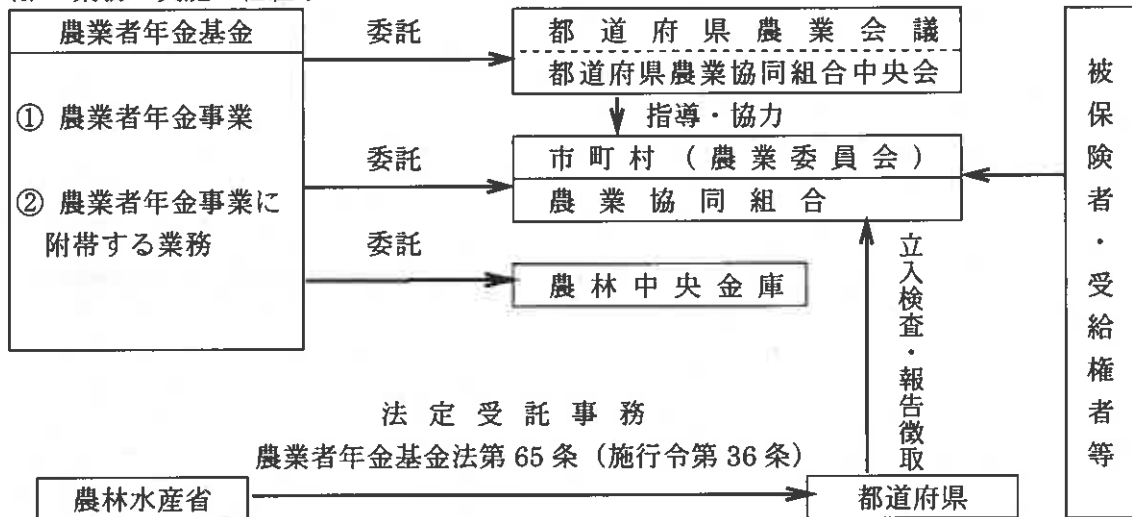 農業者年金基金
① 農業者年金事業
② 農業者年金事業に
附帯する業務
委託
都道府県農業会議
都道府県農業協同組合中央会
指導・協力
委託
市町村(農業委員会)
農業協同組合
委託
農林中央金庫
被保険者・受給権者等
立入検査・報告徴取
法定受託事務
農業者年金基金法第65条(施行令第36条)
農林水産省
都道府県